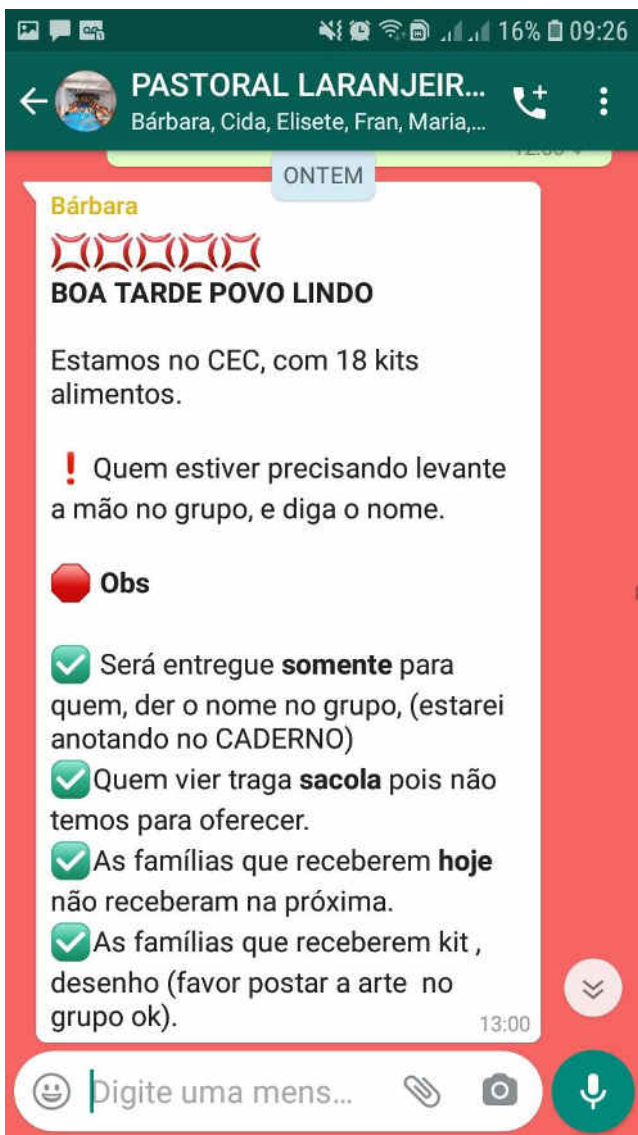 16% 09:26
PASTORAL LARANJEIR...
Bárbara, Cida, Elisete, Fran, Maria,...
ONTEM
Bárbara
BOA TARDE POVO LINDO
Estamos no CEC, com 18 kits
alimentos.
❗ Quem estiver precisando levante
a mão no grupo, e diga o nome.
🛑 Obs
✅ Será entregue somente para
quem, der o nome no grupo, (estarei
anotando no CADERNO)
✅Quem vier traga sacola pois não
temos para oferecer.
✅As famílias que receberem hoje
não receberam na próxima.
✅As famílias que receberem kit ,
desenho (favor postar a arte no
grupo ok).
13:00
Digite uma mens...